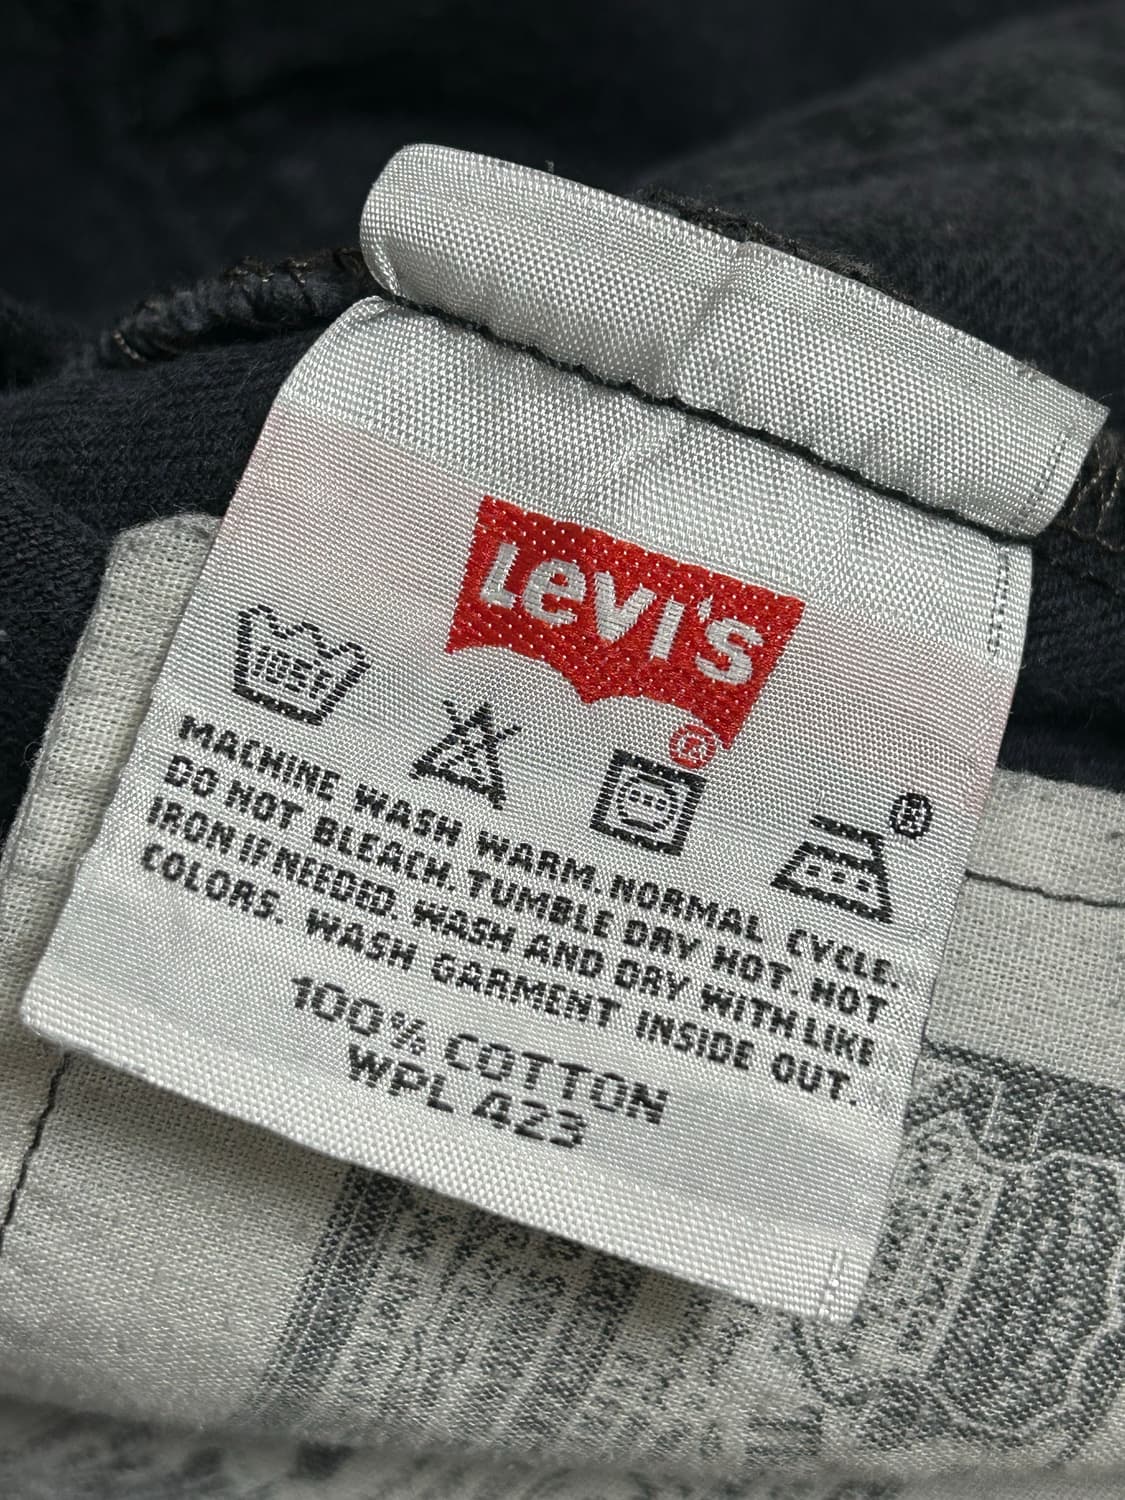 Levi's
®
105F
®
MACHINE WASH WARM. NORMAL CYCLE.
DO NOT BLEACH. TUMBLE DRY HOT. HOT
IRON IF NEEDED. WASH AND DRY WITH LIKE
COLORS. WASH GARMENT INSIDE OUT.
100% COTTON
WPL 423